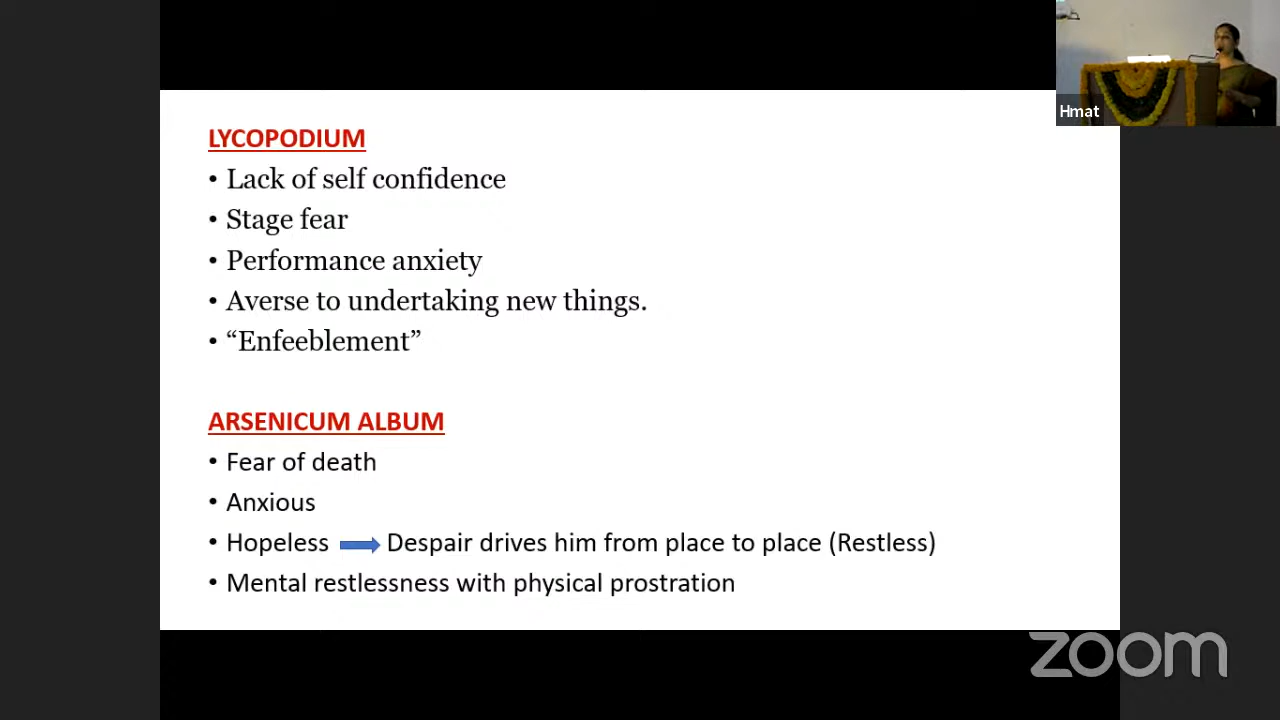 LYCOPODIUM
• Lack of self confidence
• Stage fear
• Performance anxiety
• Averse to undertaking new things.
• “Enfeeblement”
ARSENICUM ALBUM
• Fear of death
• Anxious
• Hopeless Despair drives him from place to place (Restless)
• Mental restlessness with physical prostration
Hmat
zoom